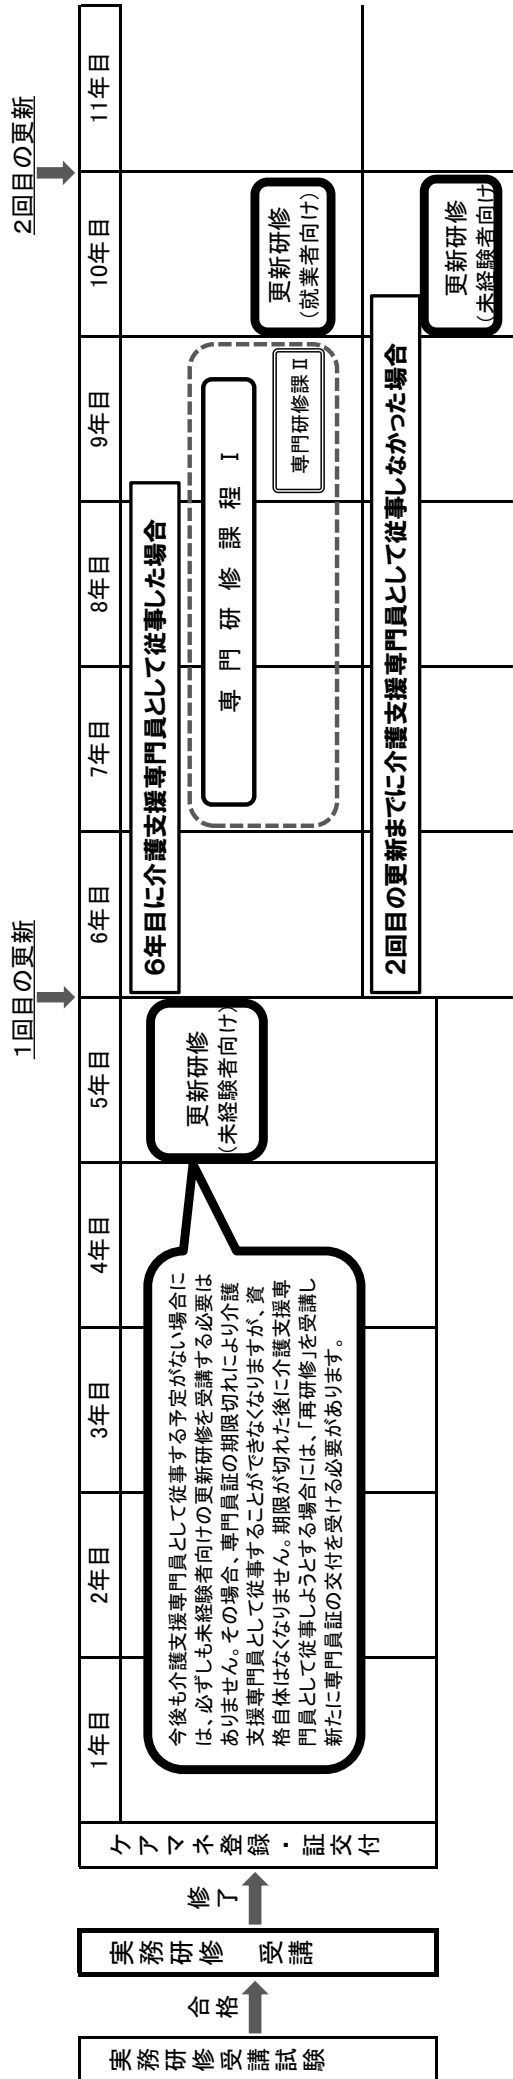 1回目の更新
2回目の更新
1年目
2年目
3年目
4年目
5年目
6年目
7年目
8年目
9年目
10年目
11年目
実務研修受講試験
合格
実務研修 受講
修了
ケアマネ登録・証交付
今後も介護支援専門員として従事する予定がない場合に
は、必ずしも未経験者向けの更新研修を受講する必要は
ありません。その場合、専門員証の期限切れにより介護
支援専門員として従事することができなくなりますが、資
格自体はなくなりません。期限が切れた後に介護支援専
門員として従事しようとする場合には、「再研修」を受講し
新たに専門員証の交付を受ける必要があります。
更新研修
(未経験者向け)
6年目に介護支援専門員として従事した場合
専門研修課程 Ⅰ
専門研修課Ⅱ
更新研修
(就業者向け)
2回目の更新までに介護支援専門員として従事しなかった場合
更新研修
(未経験者向け